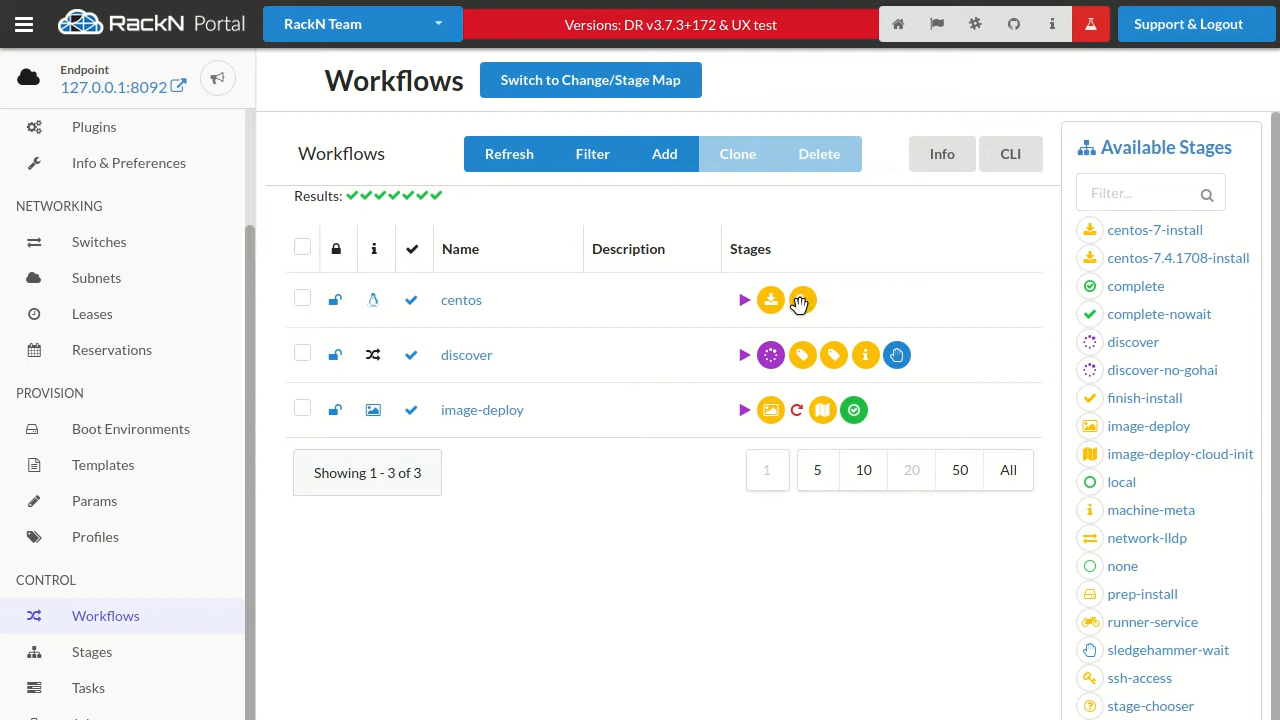 RACKN Portal
RackN Team
Versions: DR v3.7.3+172 & UX test
Support & Logout
Endpoint
127.0.0.1:8092
Workflows
Switch to Change/Stage Map
Plugins
Info & Preferences
NETWORKING
Switches
Subnets
Leases
Reservations
PROVISION
Boot Environments
Templates
Params
Profiles
CONTROL
Workflows
Stages
Tasks
Workflows
Refresh
Filter
Add
Clone
Delete
Info
CLI
Results:
Name
Description
Stages
centos
discover
image-deploy
Showing 1 - 3 of 3
1
5
10
20
50
All
Available Stages
Filter...
centos-7-install
centos-7.4.1708-install
complete
complete-nowait
discover
discover-no-gohai
finish-install
image-deploy
image-deploy-cloud-init
local
machine-meta
network-lldp
none
prep-install
runner-service
sledgehammer-wait
ssh-access
stage-chooser